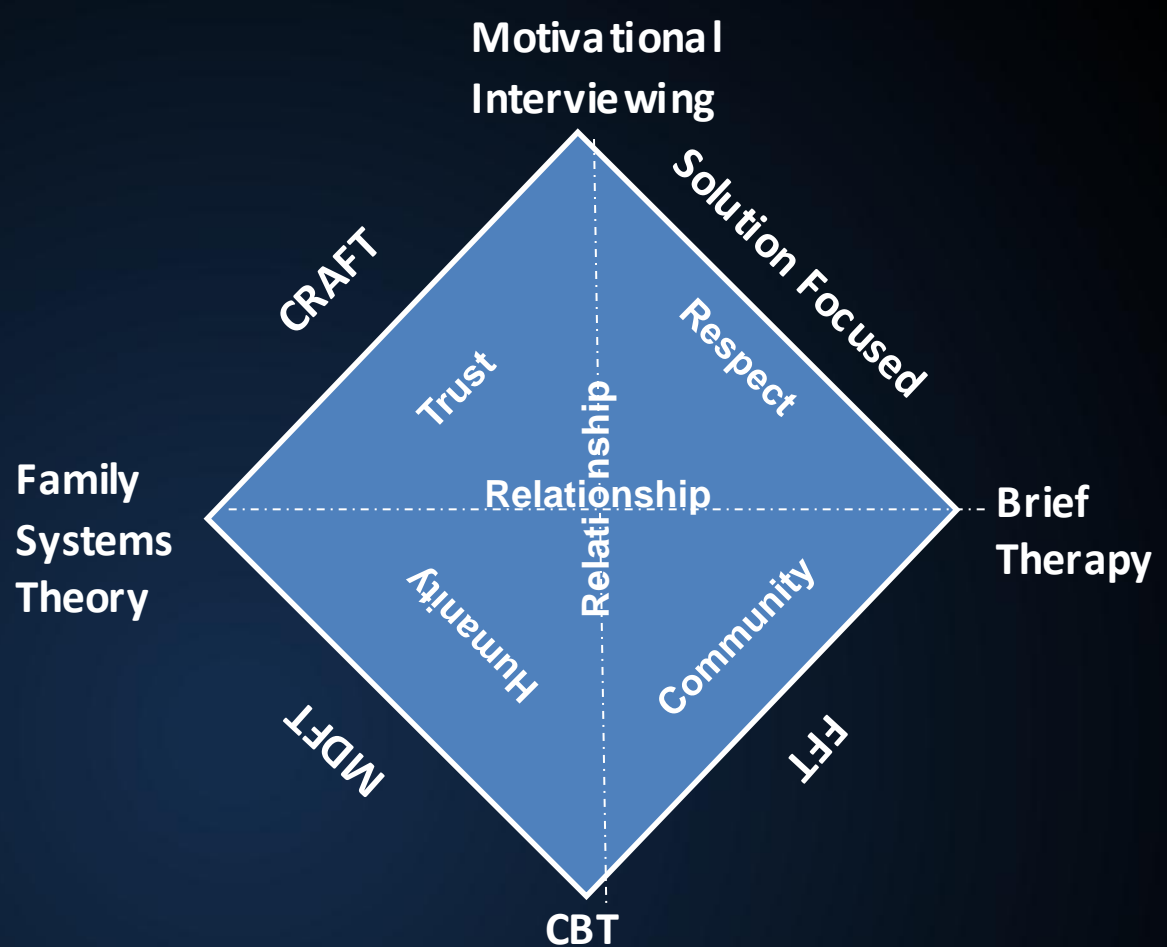 Motivational
Interviewing
Solution Focused
CRAFT
Respect
Trust
Relationship
Relationship
Family
Systems
Theory
Brief
Therapy
Humanity
Community
MDFT
FFT
CBT